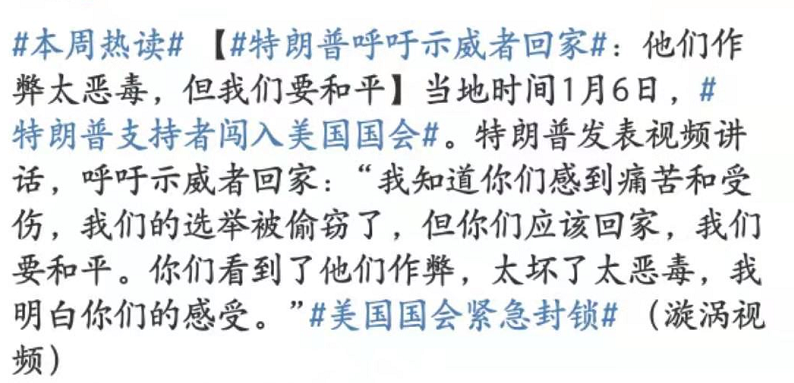 #本周热读# 【#特朗普呼吁示威者回家#：他们作
弊太恶毒，但我们要和平】当地时间1月6日，#
特朗普支持者闯入美国国会#。特朗普发表视频讲
话，呼吁示威者回家：“我知道你们感到痛苦和受
伤，我们的选举被偷窃了，但你们应该回家，我们
要和平。你们看到了他们作弊，太坏了太恶毒，我
明白你们的感受。”#美国国会紧急封锁# （漩涡视
频）